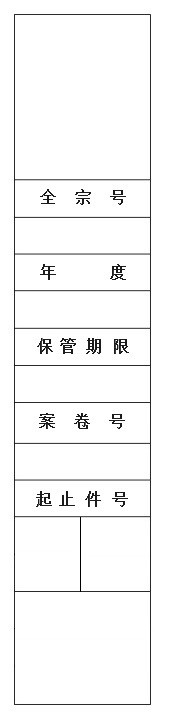 全 宗 号
年 度
保 管 期 限
案 卷 号
起 止 件 号